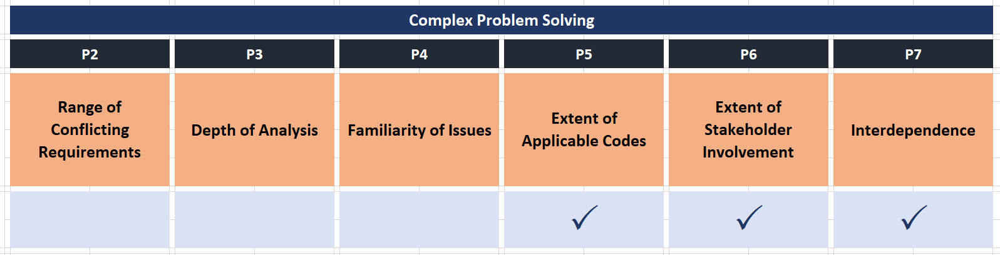 Complex Problem Solving
P2
P3
P4
P5
P6
P7
Range of
Conflicting
Requirements
Depth of Analysis
Familiarity of Issues
Extent of
Applicable Codes
Extent of
Stakeholder
Involvement
Interdependence
✓
✓
✓